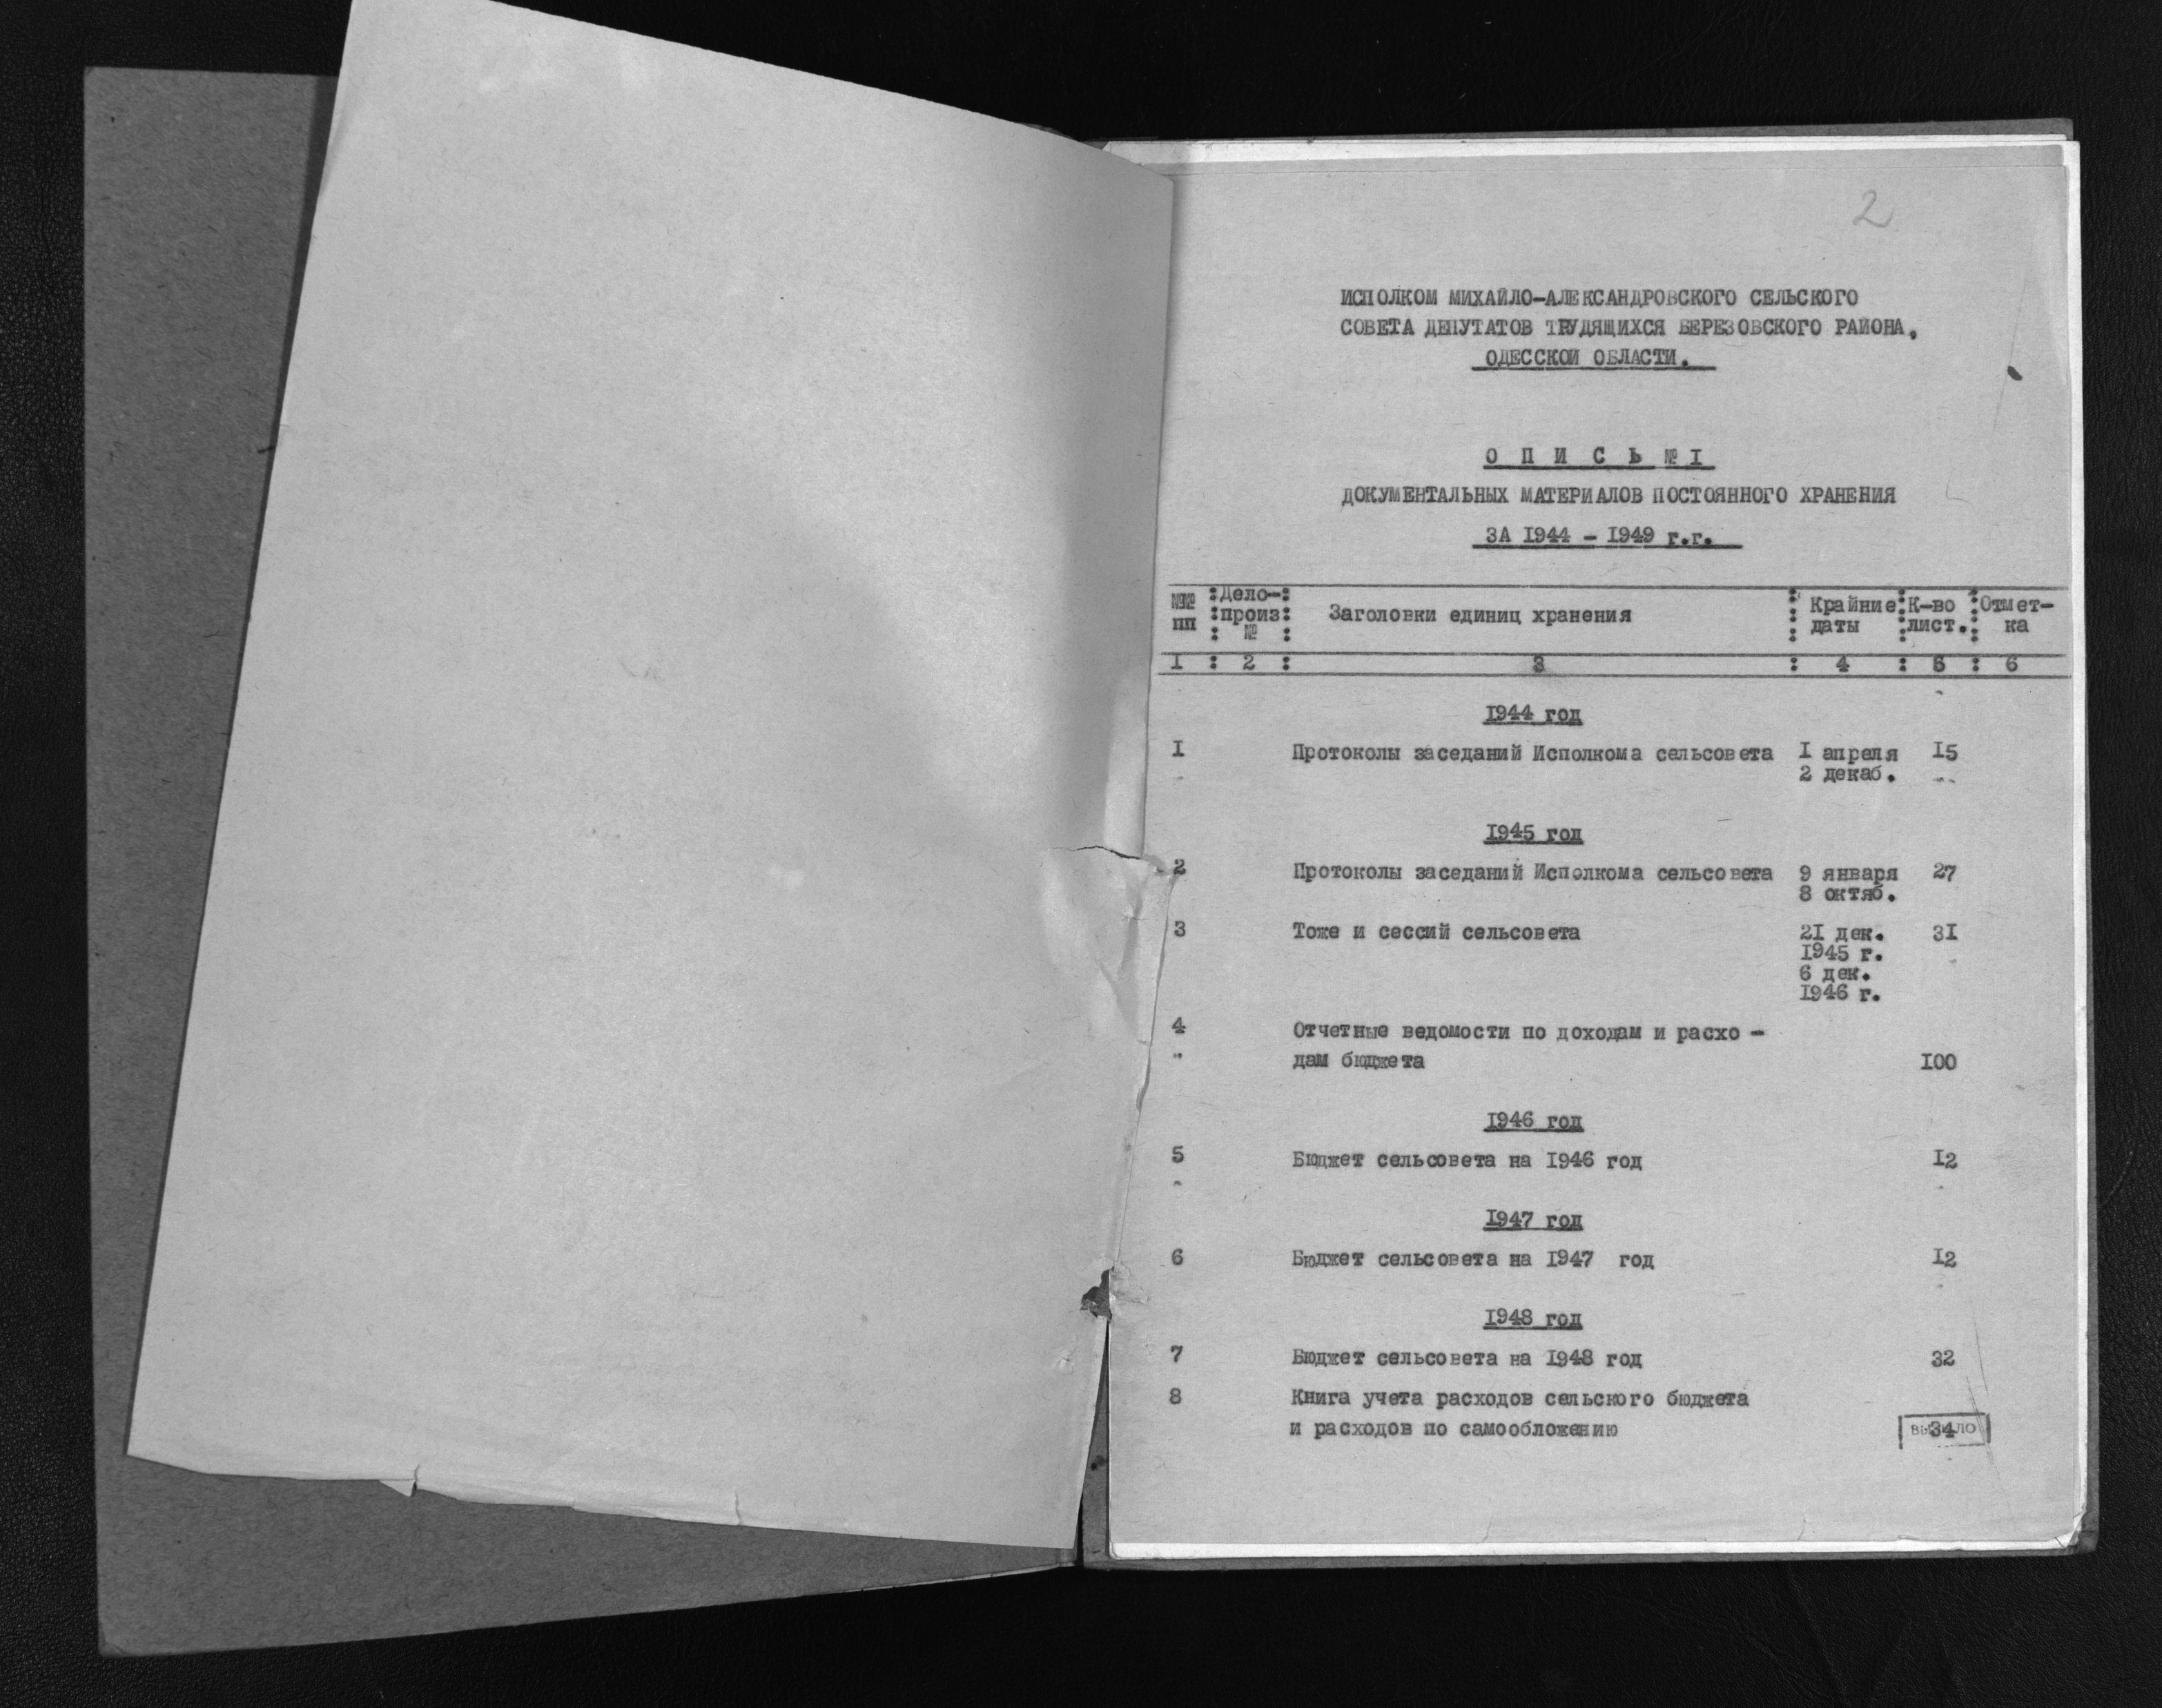 2
ИСПОЛКОМ МИХАЙЛО-АЛЕКСАНДРОВСКОГО СЕЛЬСКОГО
СОВЕТА ДЕПУТАТОВ ТРУДЯЩИХСЯ БЕРЕЗОВСКОГО РАЙОНА,
ОДЕССКОЙ ОБЛАСТИ.
О П И С Ь № I
ДОКУМЕНТАЛЬНЫХ МАТЕРИАЛОВ ПОСТОЯННОГО ХРАНЕНИЯ
ЗА I944 - I949 г.г.
№№ пп : Дело-произ № : Заголовки единиц хранения : Крайние даты : К-во лист. : Отмет-ка
I : 2 : 3 : 4 : 5 : 6
I944 год
I Протоколы заседаний Исполкома сельсовета I апреля I5
2 декаб.
I945 год
2 Протоколы заседаний Исполкома сельсовета 9 января 27
8 октяб.
3 Тоже и сессий сельсовета 2I дек. 3I
I945 г.
6 дек.
I946 г.
4 Отчетные ведомости по доходам и расхо -
дам бюджета I00
I946 год
5 Бюджет сельсовета на I946 год I2
I947 год
6 Бюджет сельсовета на I947 год I2
I948 год
7 Бюджет сельсовета на I948 год 32
8 Книга учета расходов сельского бюджета
и расходов по самообложению 34